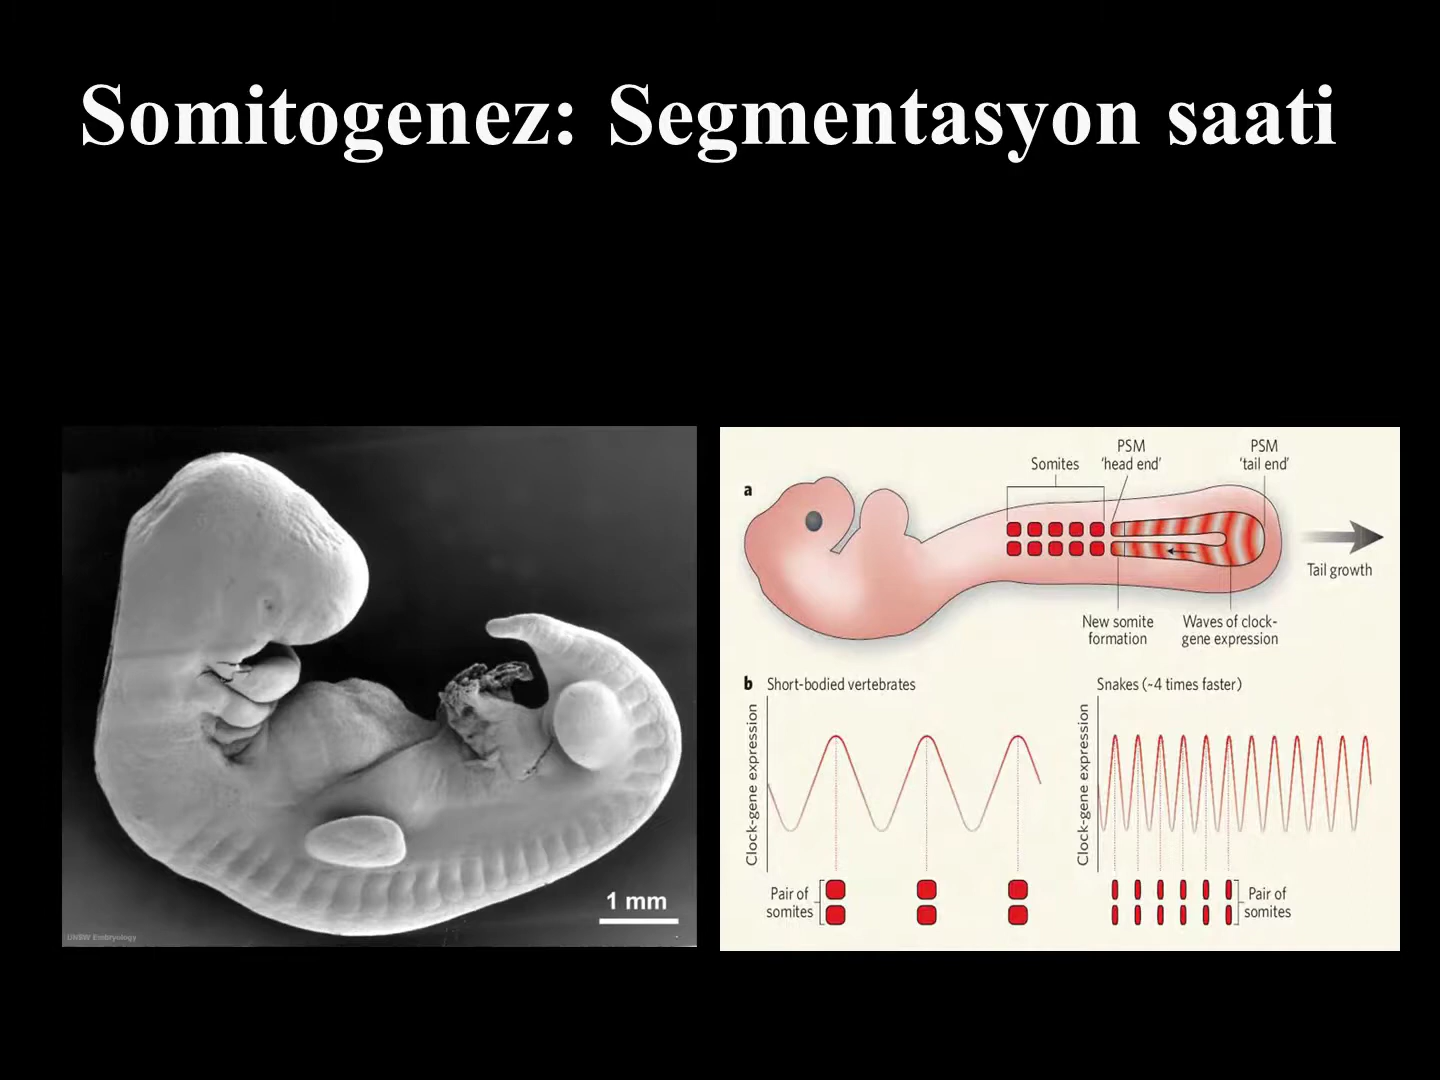 Somitogenez: Segmentasyon saati
1 mm
UNSW Embryology
a
Somites
PSM
'head end'
PSM
'tail end'
Tail growth
New somite
formation
Waves of clock-
gene expression
b
Short-bodied vertebrates
Clock-gene expression
Pair of
somites
Snakes (~4 times faster)
Clock-gene expression
Pair of
somites